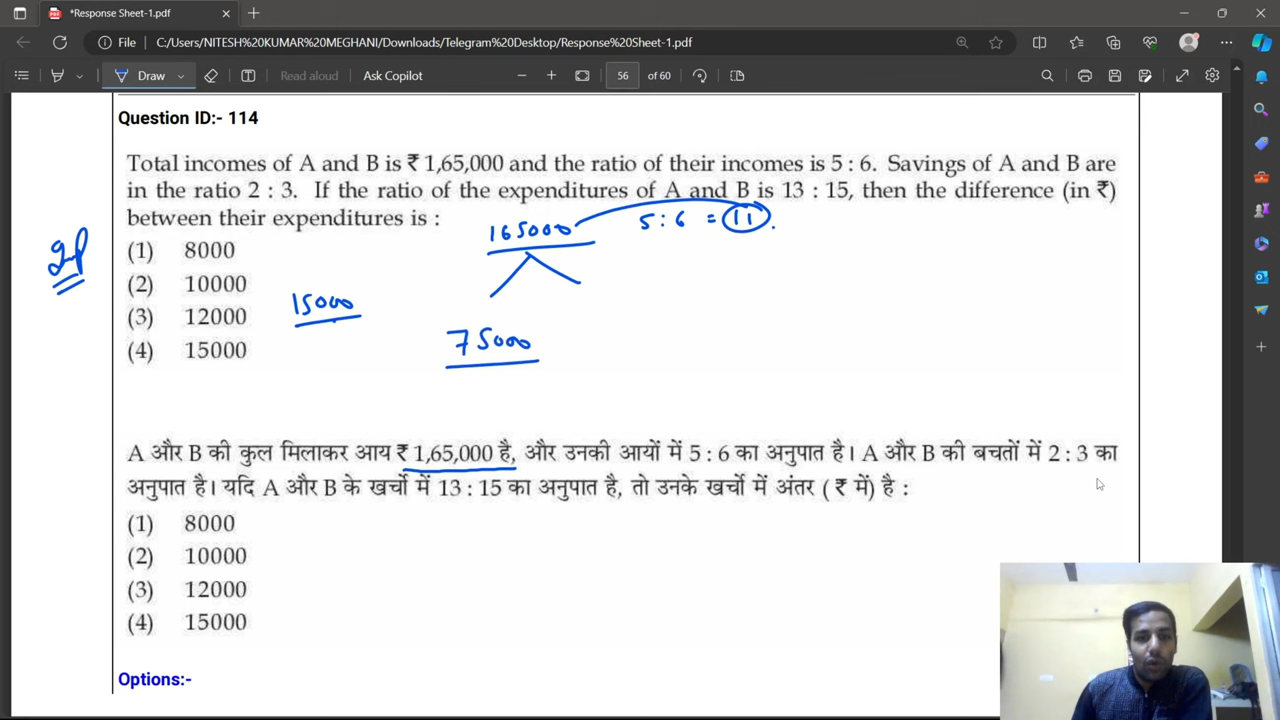 *Response Sheet-1.pdf
File C:/Users/NITESH%20KUMAR%20MEGHANI/Downloads/Telegram%20Desktop/Response%20Sheet-1.pdf
Draw Read aloud Ask Copilot 56 of 60
Question ID:- 114
Total incomes of A and B is ₹ 1,65,000 and the ratio of their incomes is 5 : 6. Savings of A and B are
in the ratio 2 : 3. If the ratio of the expenditures of A and B is 13 : 15, then the difference (in ₹)
between their expenditures is :
165000 5:6 = 11.
(1) 8000
(2) 10000
(3) 12000
15000
75000
(4) 15000
A और B की कुल मिलाकर आय ₹ 1,65,000 है, और उनकी आयों में 5 : 6 का अनुपात है। A और B की बचतों में 2 : 3 का
अनुपात है। यदि A और B के खर्चो में 13 : 15 का अनुपात है, तो उनके खर्चो में अंतर ( ₹ में) है :
(1) 8000
(2) 10000
(3) 12000
(4) 15000
Options:-